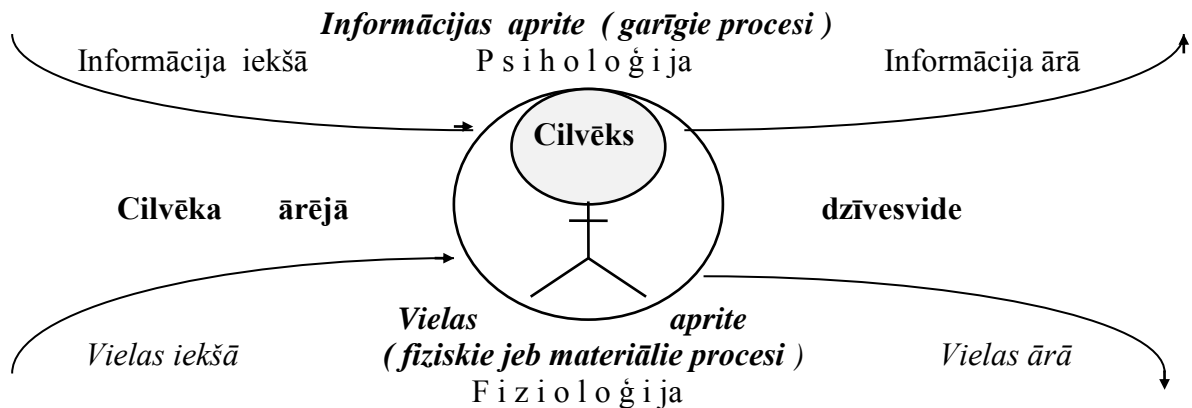 Informācijas aprite ( garīgie procesi )
Informācija iekšā P s i h o l o ģ i j a Informācija ārā
Cilvēks
Cilvēka ārējā dzīvesvide
Vielas aprite
Vielas iekšā ( fiziskie jeb materiālie procesi ) Vielas ārā
F i z i o l o ģ i ja